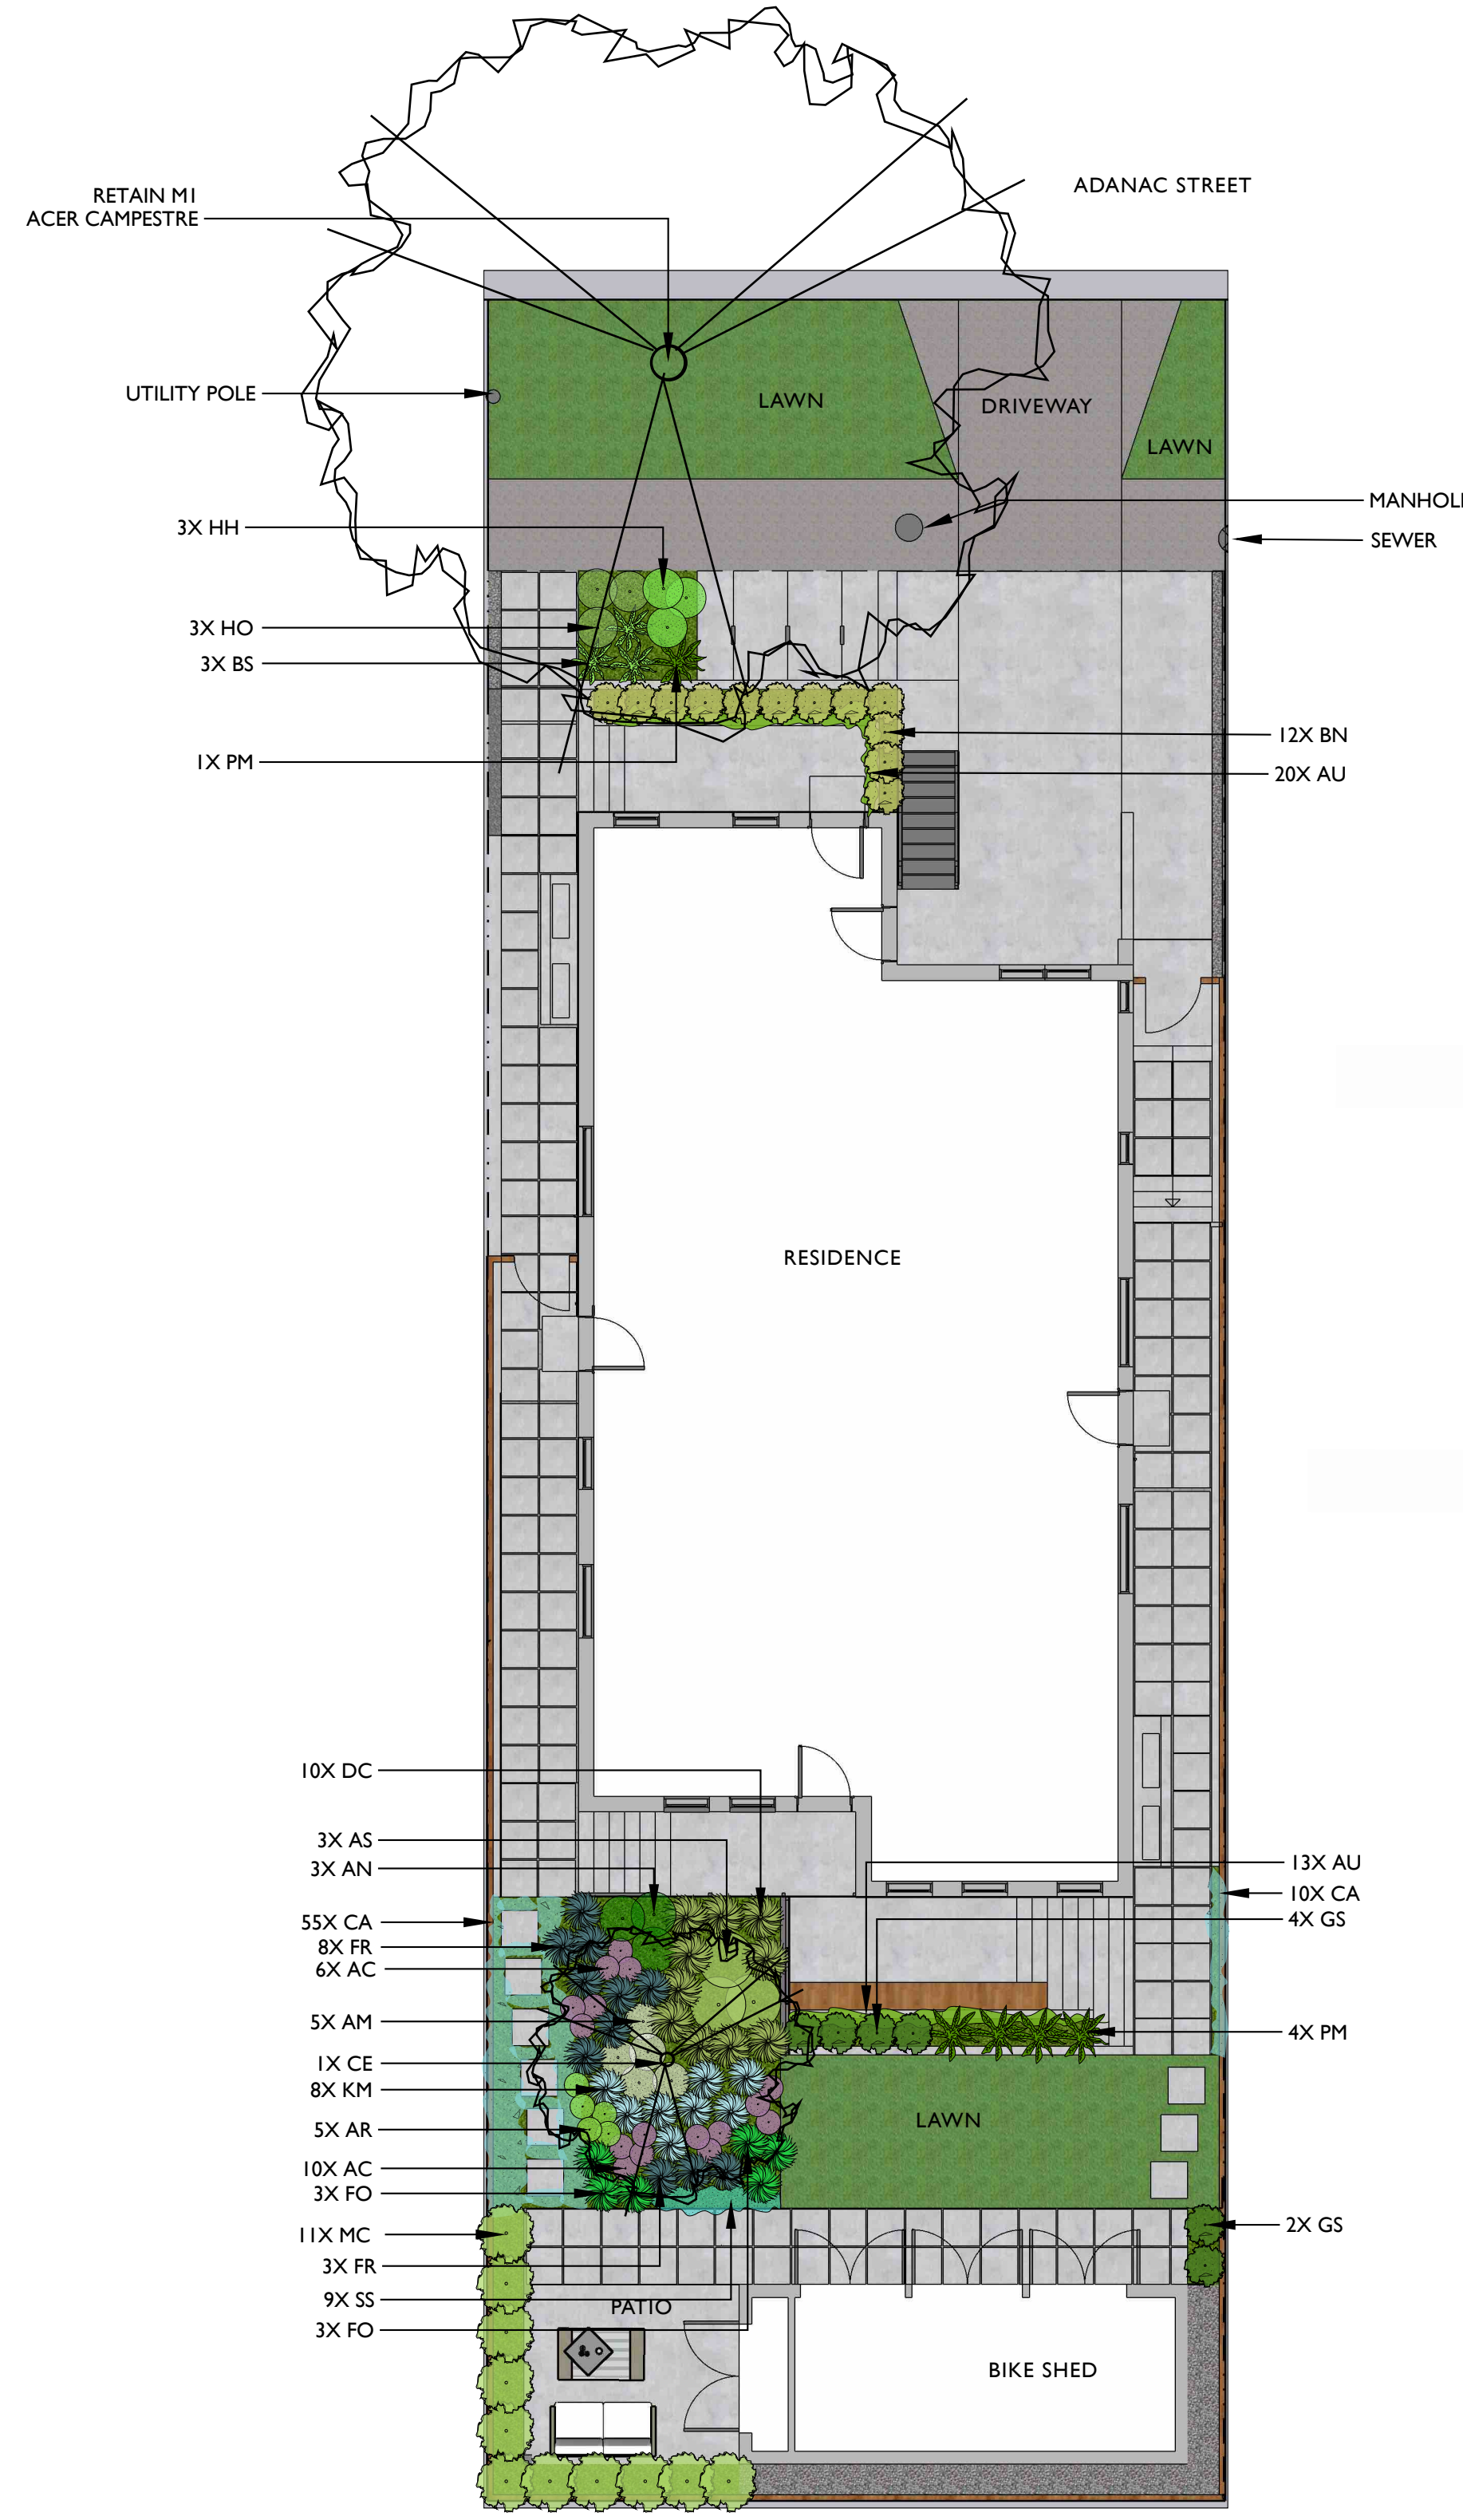 RETAIN M1
ACER CAMPESTRE
ADANAC STREET
UTILITY POLE
LAWN
DRIVEWAY
LAWN
MANHOL
SEWER
3X HH
3X HO
3X BS
1X PM
12X BN
20X AU
RESIDENCE
10X DC
3X AS
3X AN
55X CA
8X FR
6X AC
5X AM
1X CE
8X KM
5X AR
10X AC
3X FO
11X MC
3X FR
9X SS
3X FO
13X AU
10X CA
4X GS
4X PM
LAWN
2X GS
PATIO
BIKE SHED